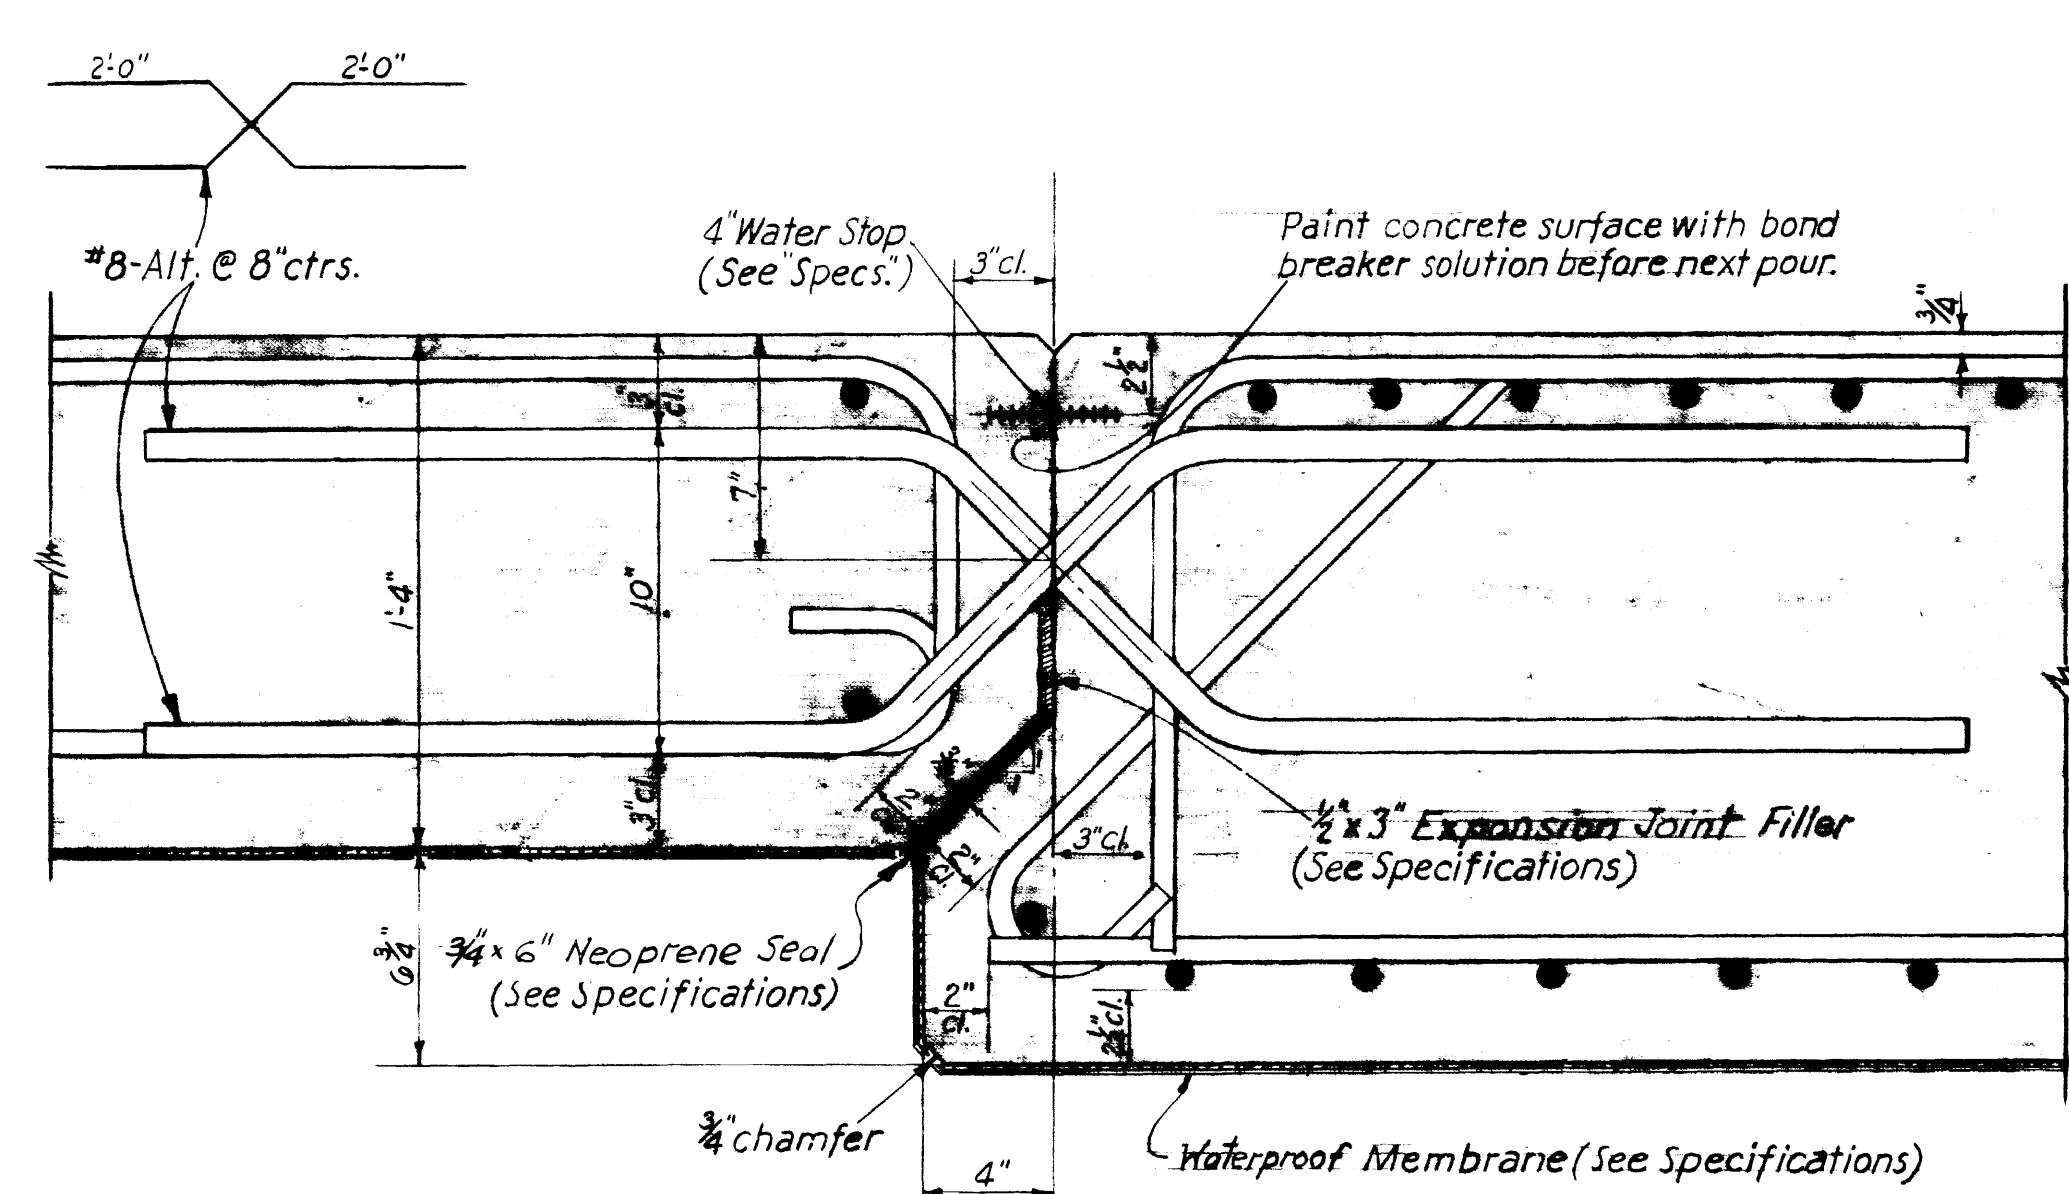 2'-0" 2'-0"
#8-Alt. @ 8"ctrs.
4"Water Stop
(See "Specs.")
3"cl.
Paint concrete surface with bond
breaker solution before next pour.
3/4"
2 1/2"
3"
cl.
7"
1'-4"
10"
3"cl.
3"cl.
1/2" x 3" Expansion Joint Filler
(See Specifications)
6 3/4"
3/4" x 6" Neoprene Seal
(See Specifications)
2"
cl.
2 1/2"cl.
3/4" chamfer
Waterproof Membrane (See Specifications)
4"